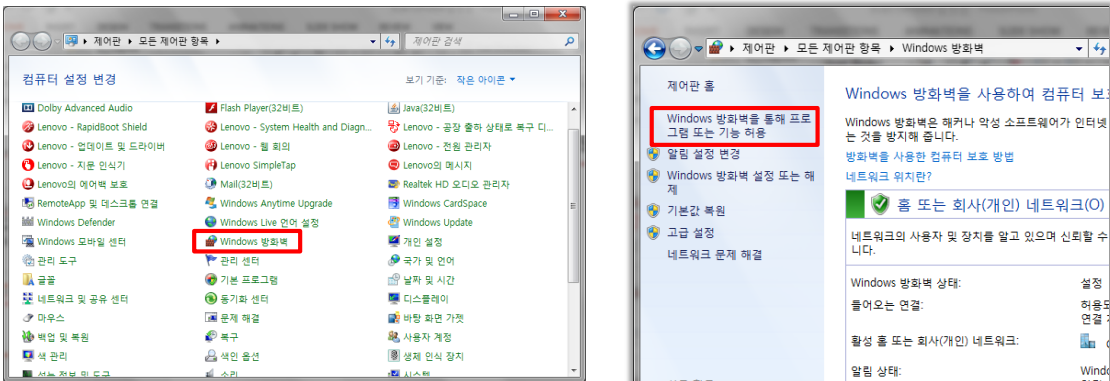 제어판 ▸ 모든 제어판 항목 ▸
제어판 검색
컴퓨터 설정 변경
보기 기준: 작은 아이콘
Dolby Advanced Audio
Flash Player(32비트)
Java(32비트)
Lenovo - RapidBoot Shield
Lenovo - System Health and Diagn...
Lenovo - 공장 출하 상태로 복구 디...
Lenovo - 업데이트 및 드라이버
Lenovo - 웹 회의
Lenovo - 전원 관리자
Lenovo - 지문 인식기
Lenovo SimpleTap
Lenovo의 메시지
Lenovo의 에어백 보호
Mail(32비트)
Realtek HD 오디오 관리자
RemoteApp 및 데스크톱 연결
Windows Anytime Upgrade
Windows CardSpace
Windows Defender
Windows Live 언어 설정
Windows Update
Windows 모바일 센터
Windows 방화벽
개인 설정
관리 도구
관리 센터
국가 및 언어
글꼴
기본 프로그램
날짜 및 시간
네트워크 및 공유 센터
동기화 센터
디스플레이
마우스
문제 해결
바탕 화면 가젯
백업 및 복원
복구
사용자 계정
색 관리
색인 옵션
생체 인식 장치
성능 정보 및 도구
소리
시스템
제어판 ▸ 모든 제어판 항목 ▸ Windows 방화벽
제어판 홈
Windows 방화벽을 통해 프로
그램 또는 기능 허용
알림 설정 변경
Windows 방화벽 설정 또는 해
제
기본값 복원
고급 설정
네트워크 문제 해결
Windows 방화벽을 사용하여 컴퓨터 보
Windows 방화벽은 해커나 악성 소프트웨어가 인터넷
는 것을 방지해 줍니다.
방화벽을 사용한 컴퓨터 보호 방법
네트워크 위치란?
홈 또는 회사(개인) 네트워크(O)
네트워크의 사용자 및 장치를 알고 있으며 신뢰할 수
니다.
Windows 방화벽 상태:
설정
들어오는 연결:
허용되
연결
활성 홈 또는 회사(개인) 네트워크:
알림 상태: